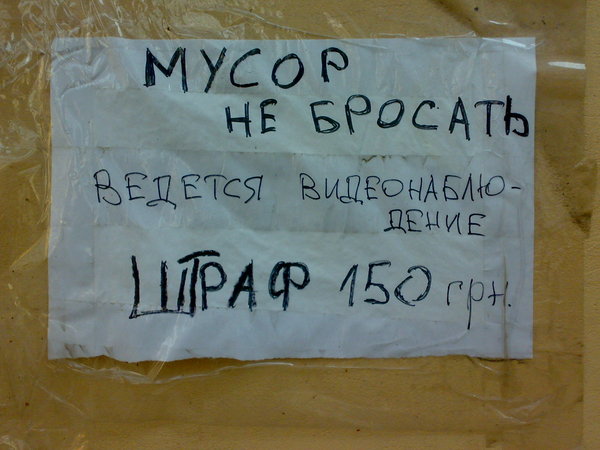 МУСОР
НЕ БРОСАТЬ
ВЕДЕТСЯ ВИДЕОНАБЛЮ-
ДЕНИЕ
ШТРАФ 150 грн.